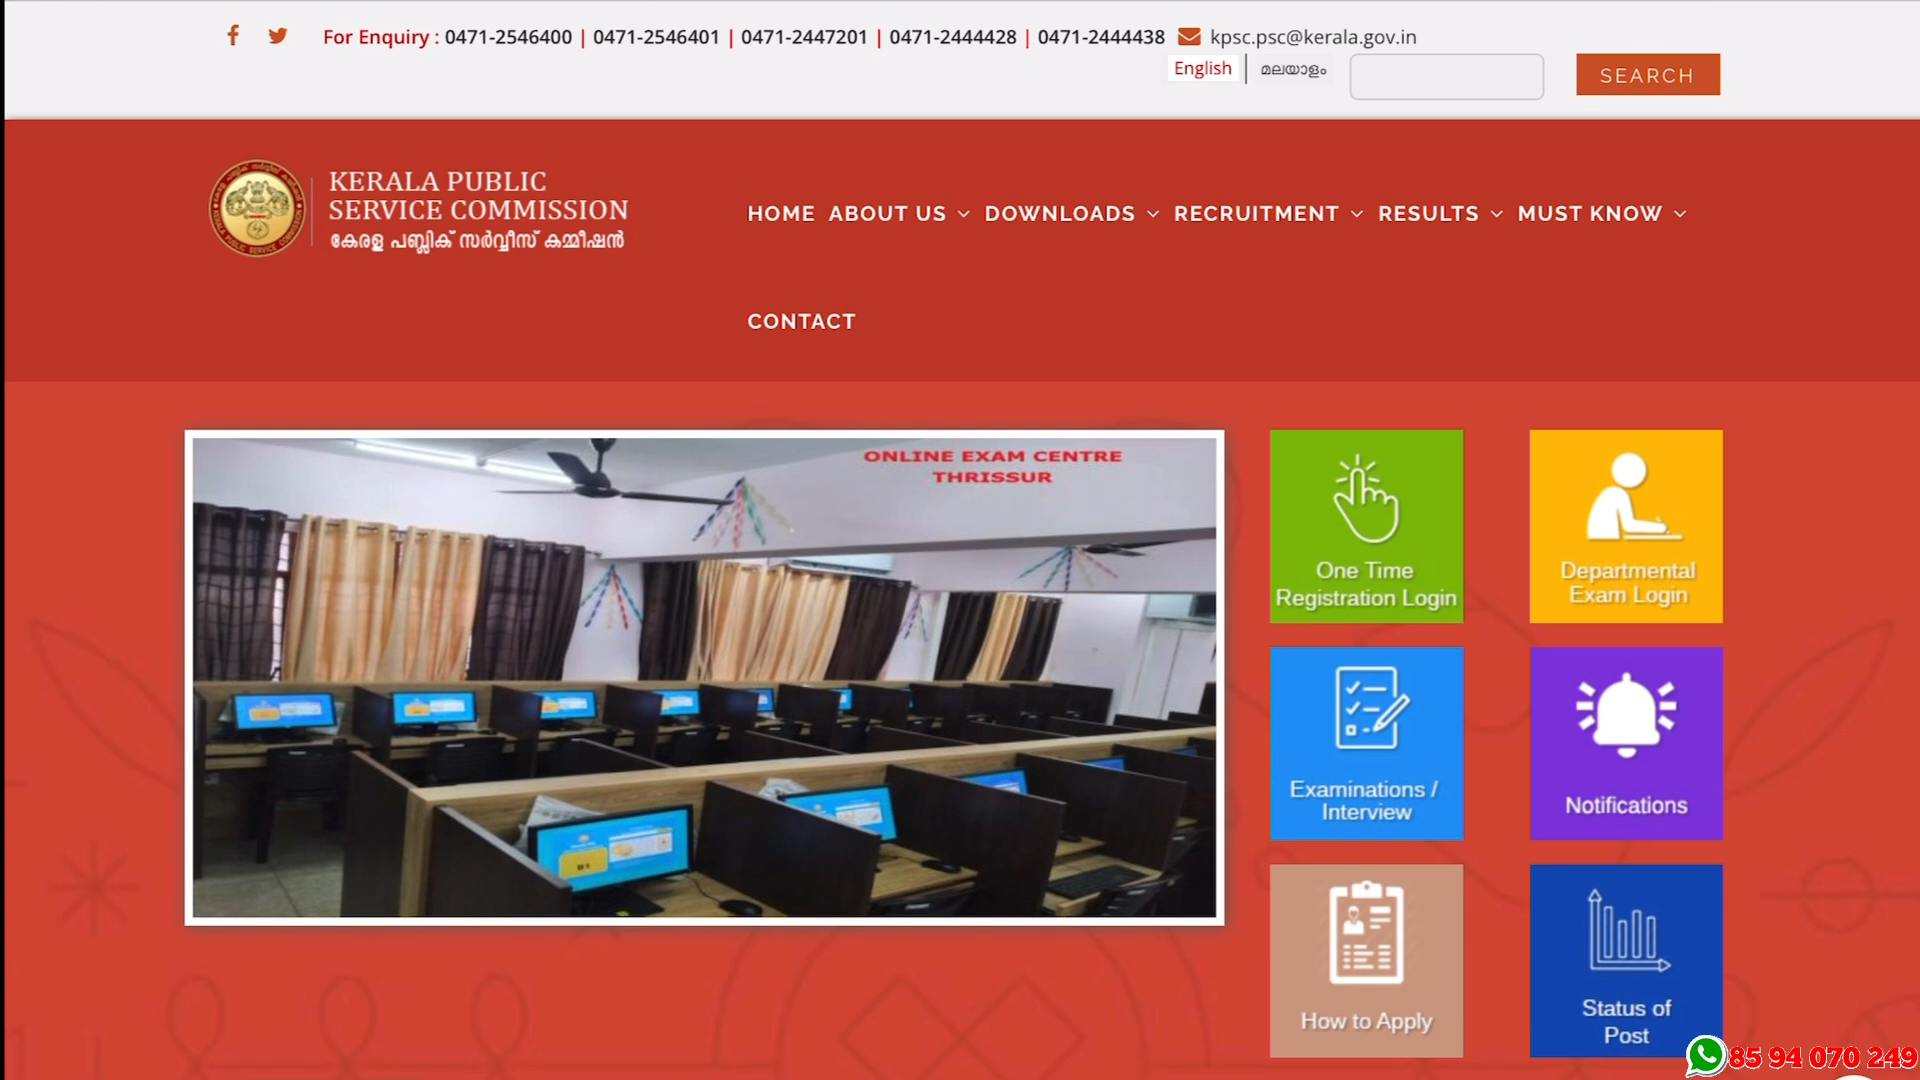 For Enquiry : 0471-2546400 | 0471-2546401 | 0471-2447201 | 0471-2444428 | 0471-2444438 kpsc.psc@kerala.gov.in
English | മലയാളം SEARCH
KERALA PUBLIC
SERVICE COMMISSION
കേരള പബ്ലിക് സർവ്വീസ് കമ്മീഷൻ
HOME ABOUT US DOWNLOADS RECRUITMENT RESULTS MUST KNOW
CONTACT
ONLINE EXAM CENTRE
THRISSUR
One Time
Registration Login
Departmental
Exam Login
Examinations /
Interview
Notifications
How to Apply
Status of
Post
85 94 070 249